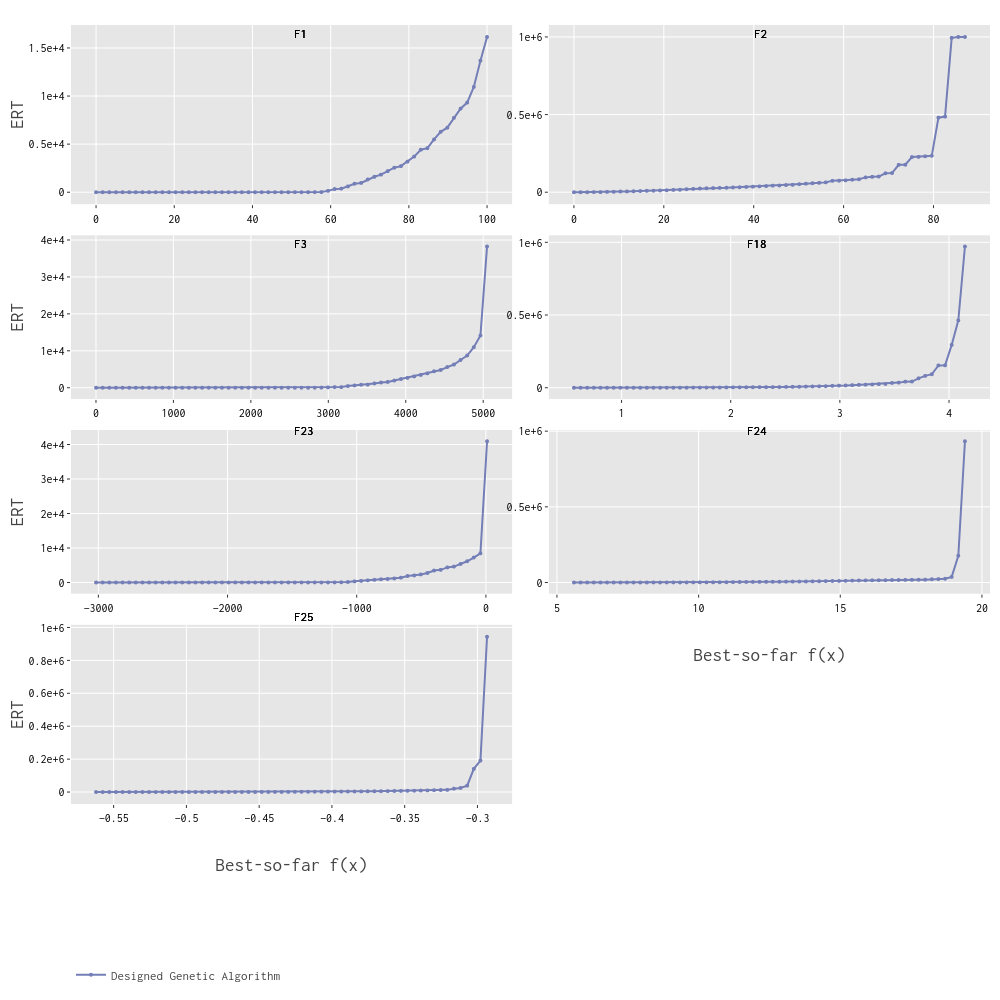 F1
F2
1.5e+4
1e+4
0.5e+4
0
ERT
0 20 40 60 80 100
1e+6
0.5e+6
0
0 20 40 60 80
F3
F18
4e+4
3e+4
2e+4
1e+4
0
ERT
0 1000 2000 3000 4000 5000
1e+6
0.5e+6
0
1 2 3 4
F23
F24
4e+4
3e+4
2e+4
1e+4
0
ERT
−3000 −2000 −1000 0
1e+6
0.5e+6
0
5 10 15 20
Best-so-far f(x)
F25
1e+6
0.8e+6
0.6e+6
0.4e+6
0.2e+6
0
ERT
−0.55 −0.5 −0.45 −0.4 −0.35 −0.3
Best-so-far f(x)
Designed Genetic Algorithm